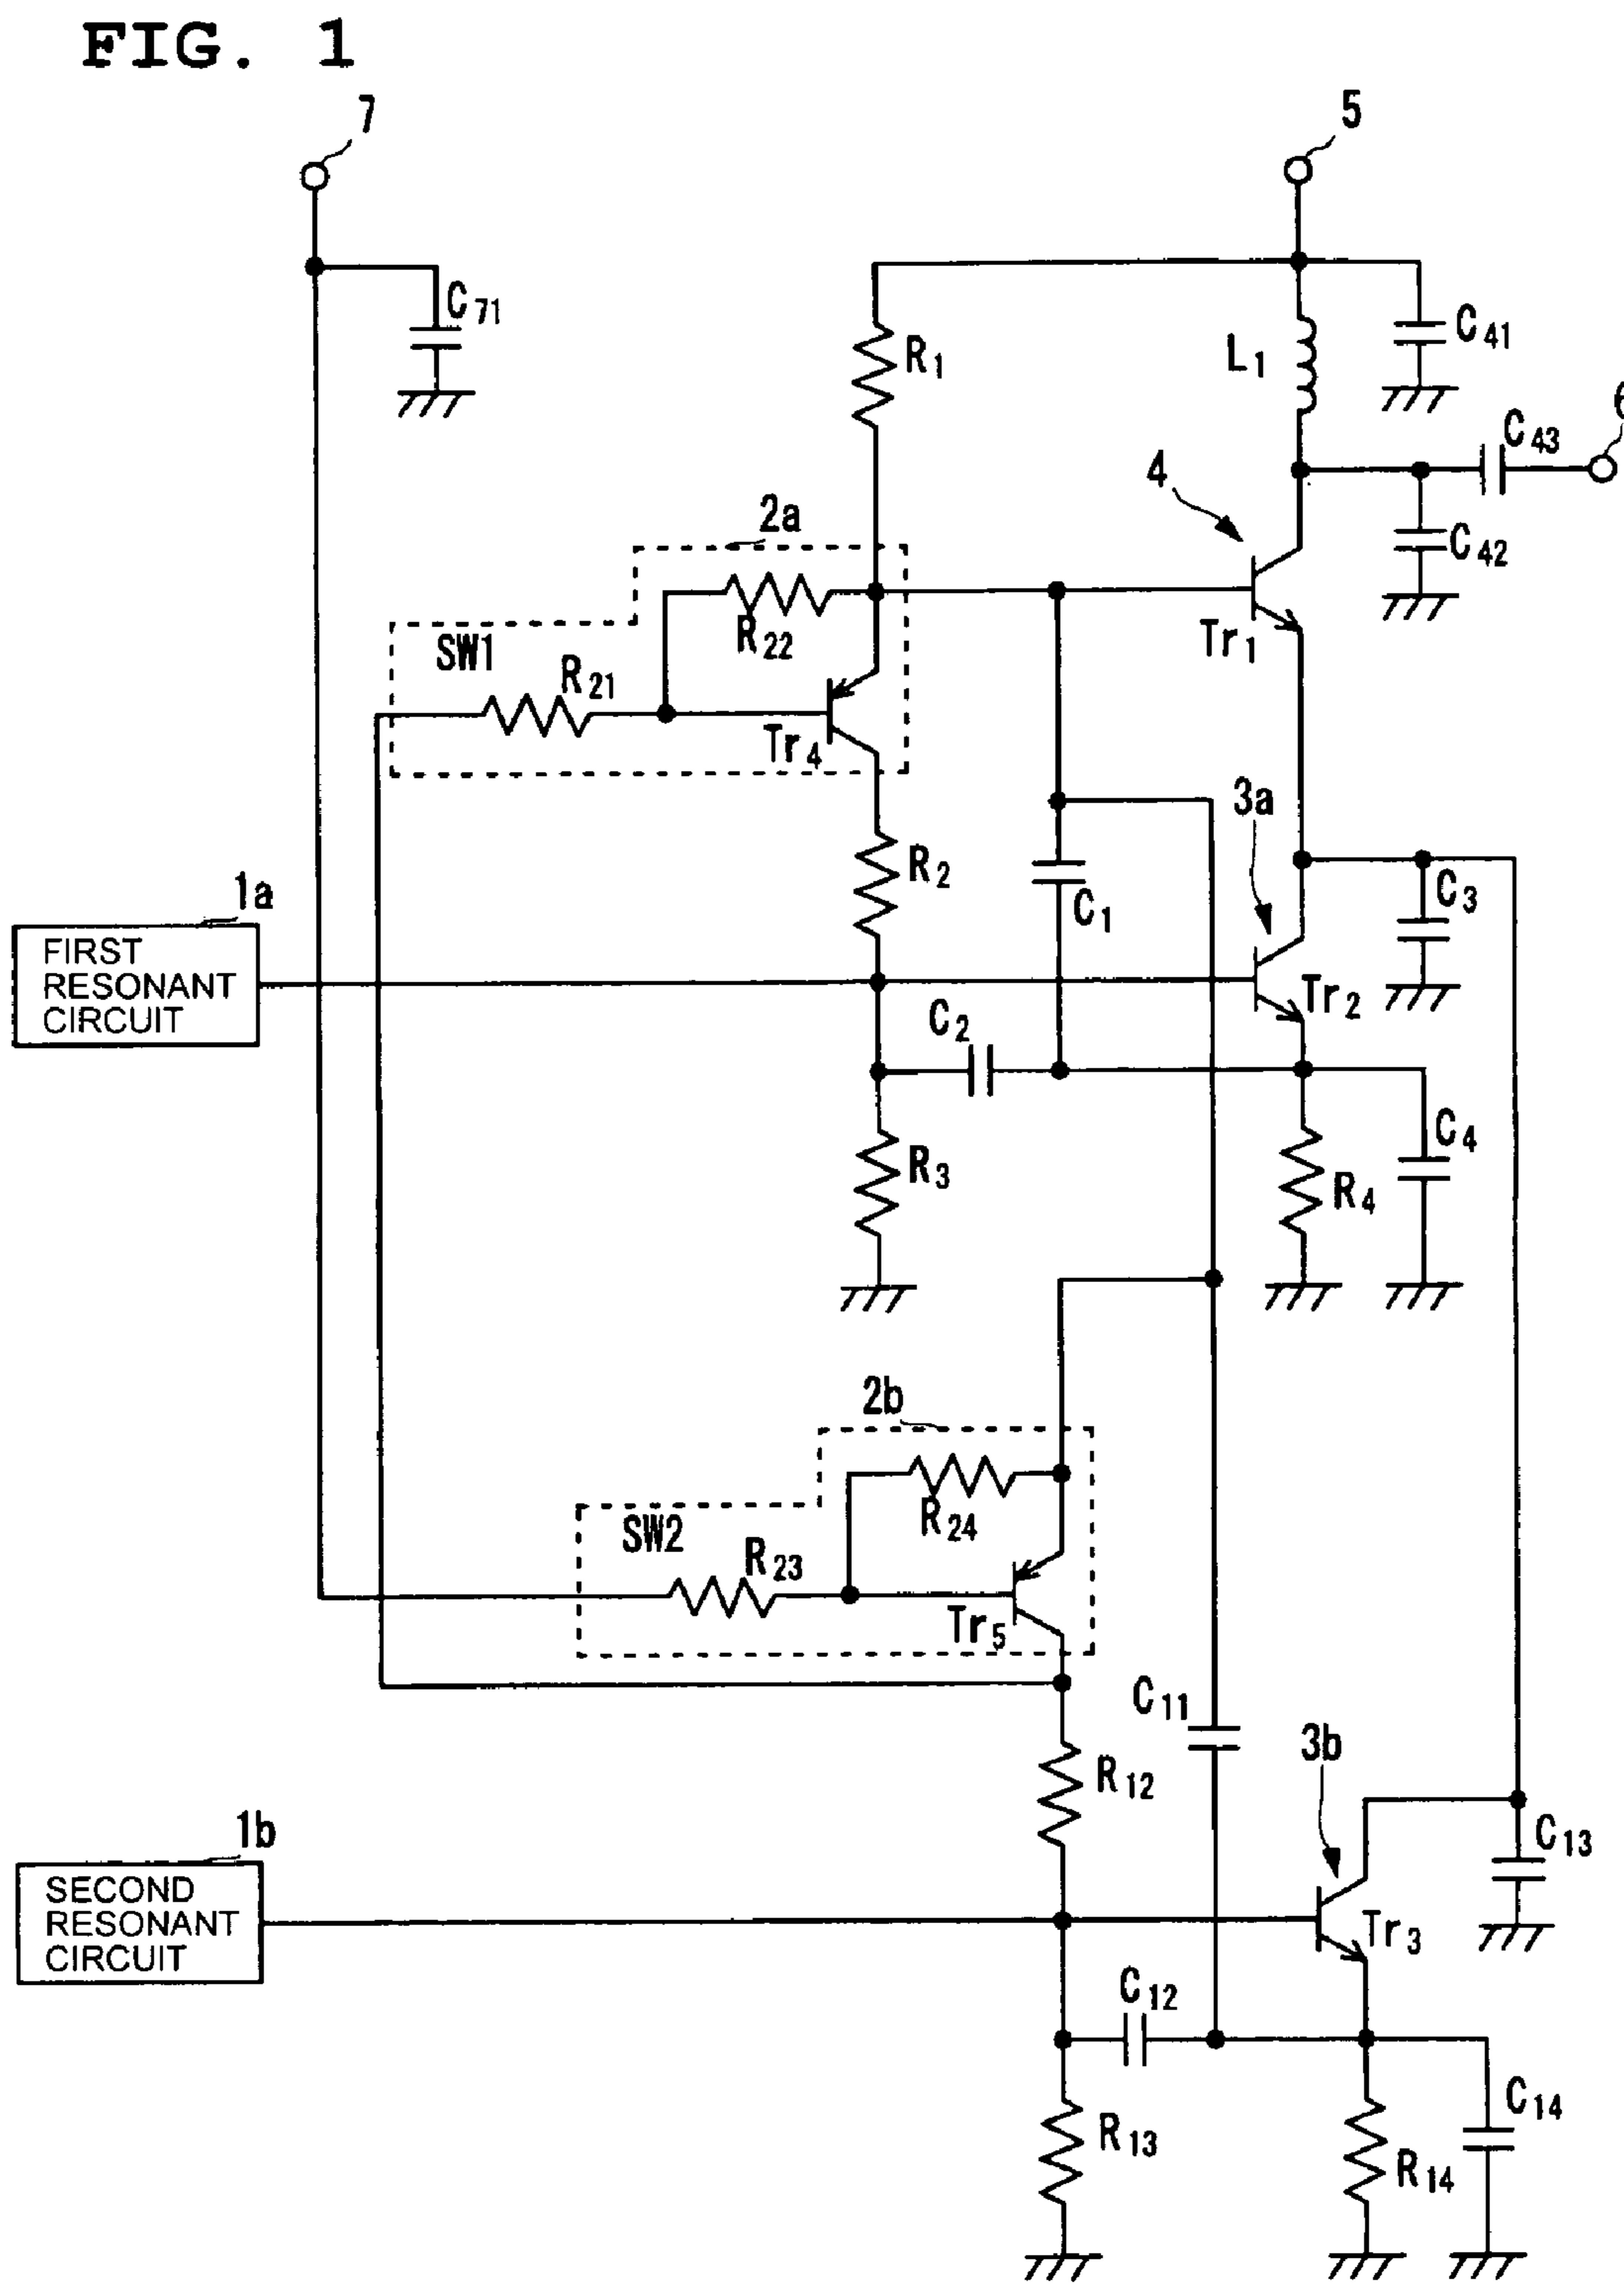 FIG. 1
7
5
C71
R1
L1
C41
C43
6
4
2a
C42
R22
SW1
R21
Tr1
Tr4
3a
1a
R2
C1
C3
FIRST
RESONANT
CIRCUIT
C2
Tr2
R3
C4
R4
2b
R24
SW2
R23
Tr5
C11
3b
R12
1b
C13
SECOND
RESONANT
CIRCUIT
Tr3
C12
R13
C14
R14